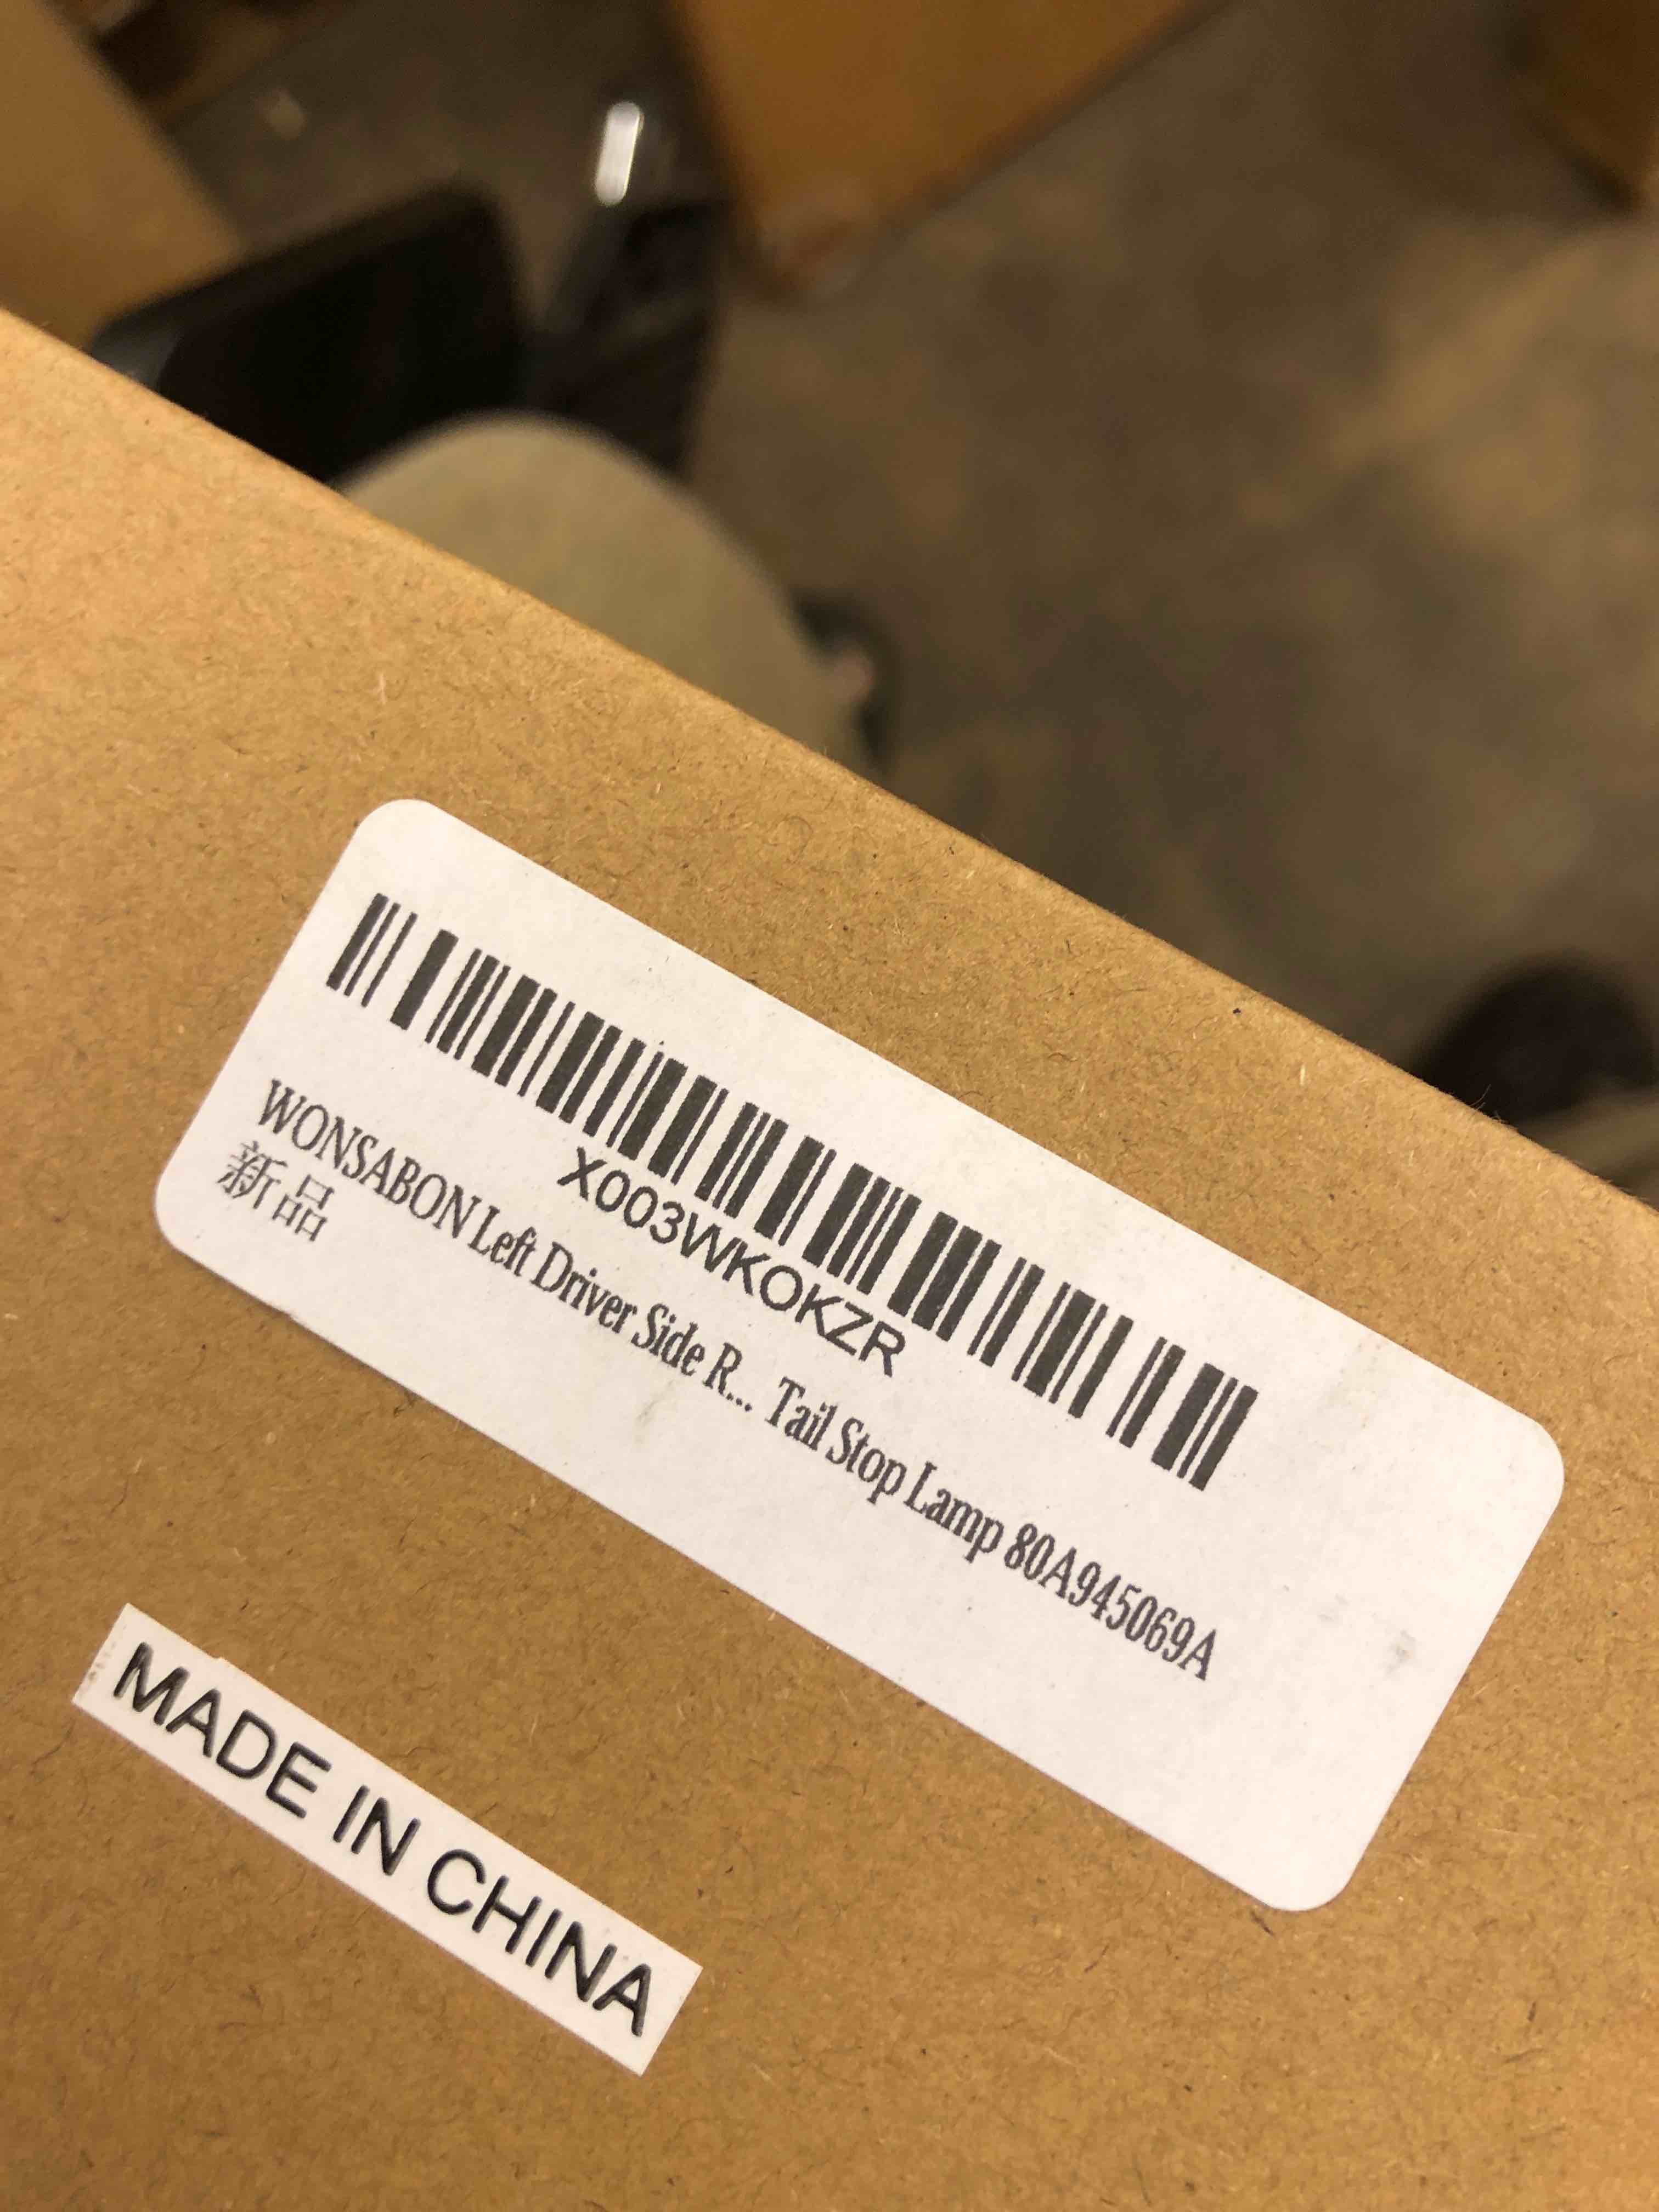 X003WKOKZR
WONSABON Left Driver Side R... Tail Stop Lamp 80A945069A
新品
MADE IN CHINA